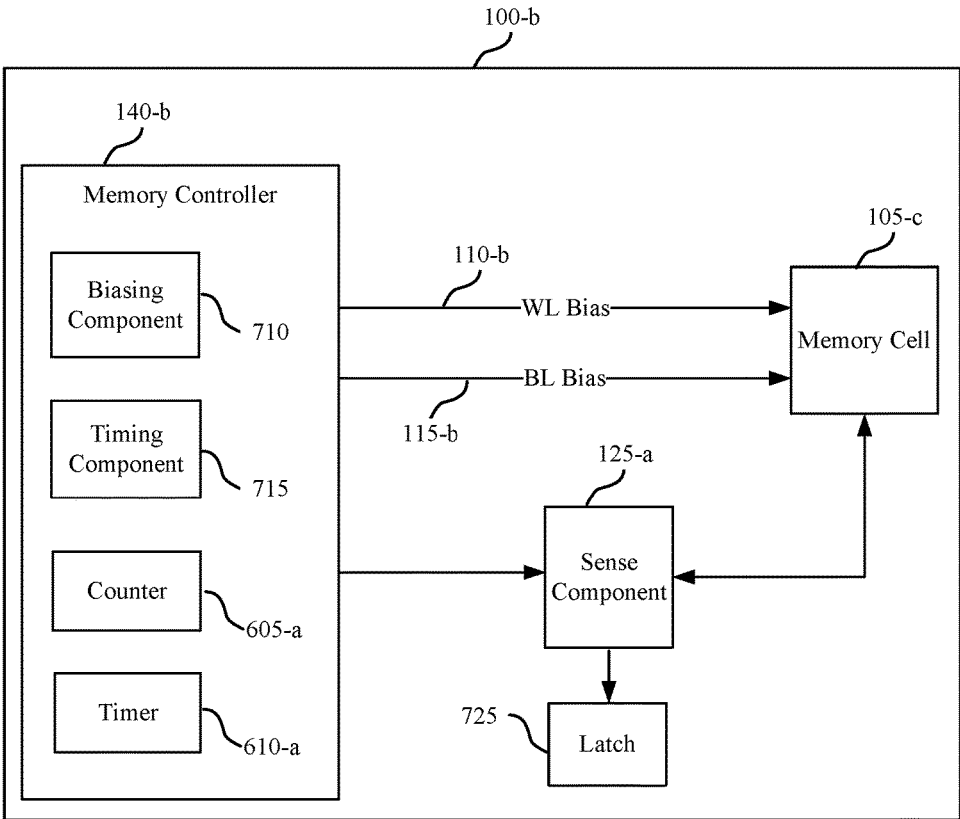 100-b
140-b
Memory Controller
105-c
110-b
Biasing
Component
WL Bias
710
Memory Cell
BL Bias
115-b
Timing
Component
125-a
715
Sense
Component
Counter
605-a
725
Timer
Latch
610-a